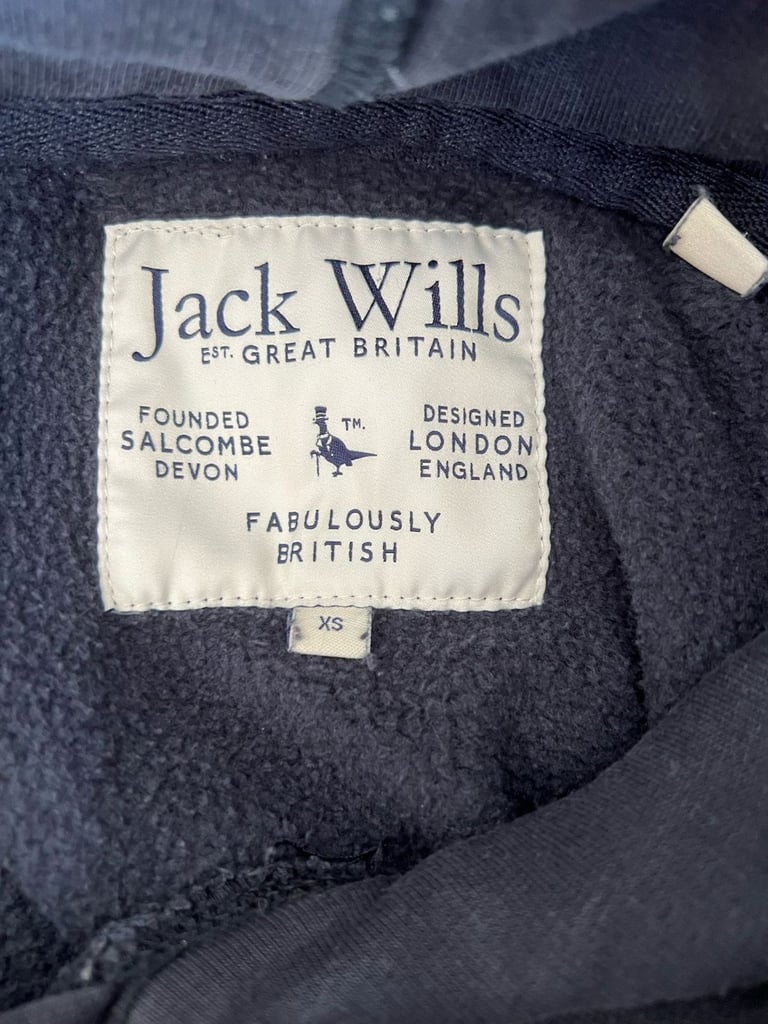 Jack Wills
EST. GREAT BRITAIN
FOUNDED
SALCOMBE
DEVON
TM.
DESIGNED
LONDON
ENGLAND
FABULOUSLY
BRITISH
XS